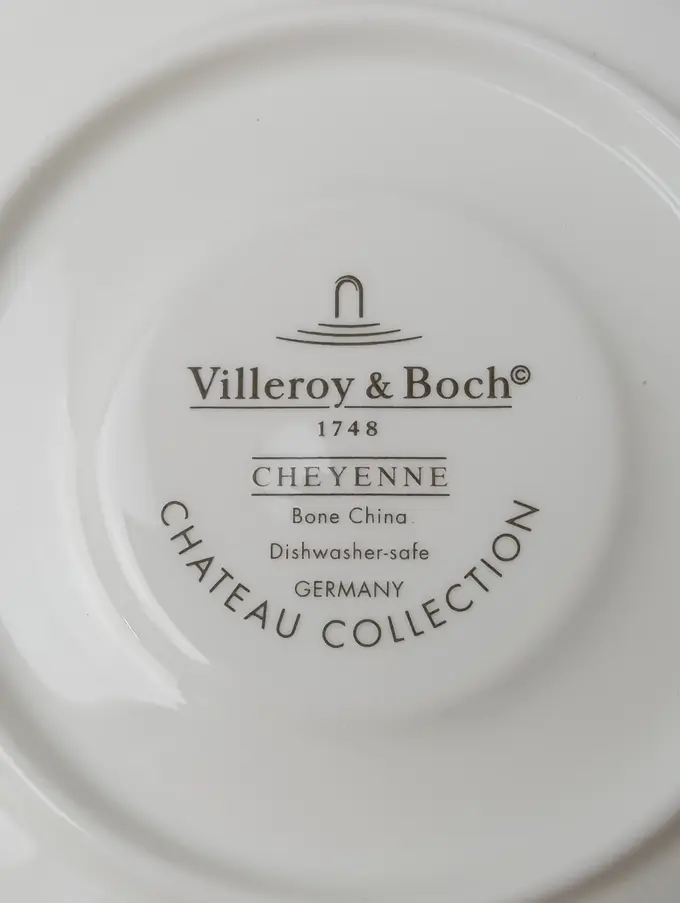 Villeroy & Boch©
1748
CHEYENNE
Bone China
Dishwasher-safe
GERMANY
CHATEAU COLLECTION